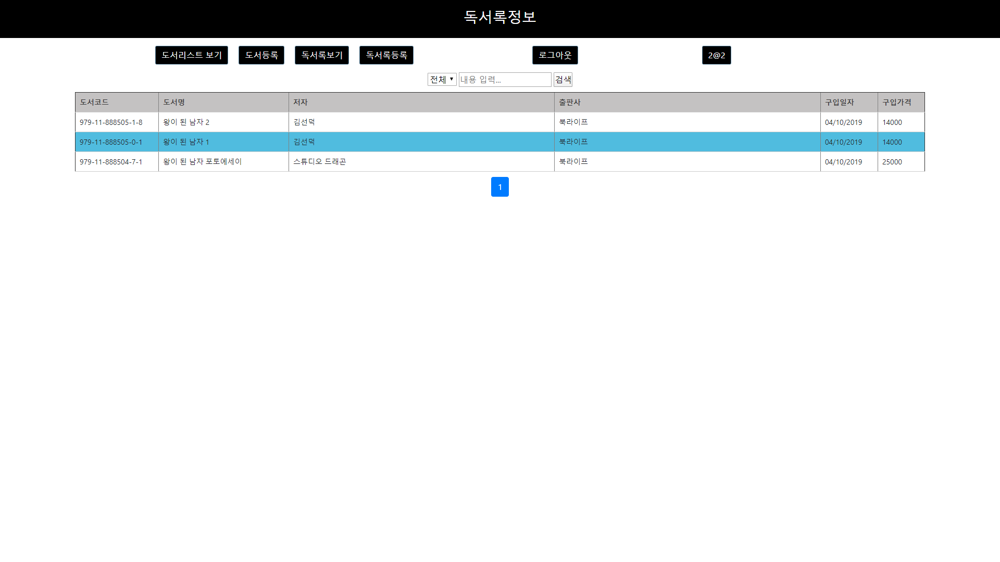 독서록정보
도서리스트 보기 도서등록 독서록보기 독서록등록 로그아웃 2@2
전체 내용 입력... 검색
도서코드 도서명 저자 출판사 구입일자 구입가격
979-11-888505-1-8 왕이 된 남자 2 김선덕 북라이프 04/10/2019 14000
979-11-888505-0-1 왕이 된 남자 1 김선덕 북라이프 04/10/2019 14000
979-11-888504-7-1 왕이 된 남자 포토에세이 스튜디오 드래곤 북라이프 04/10/2019 25000
1